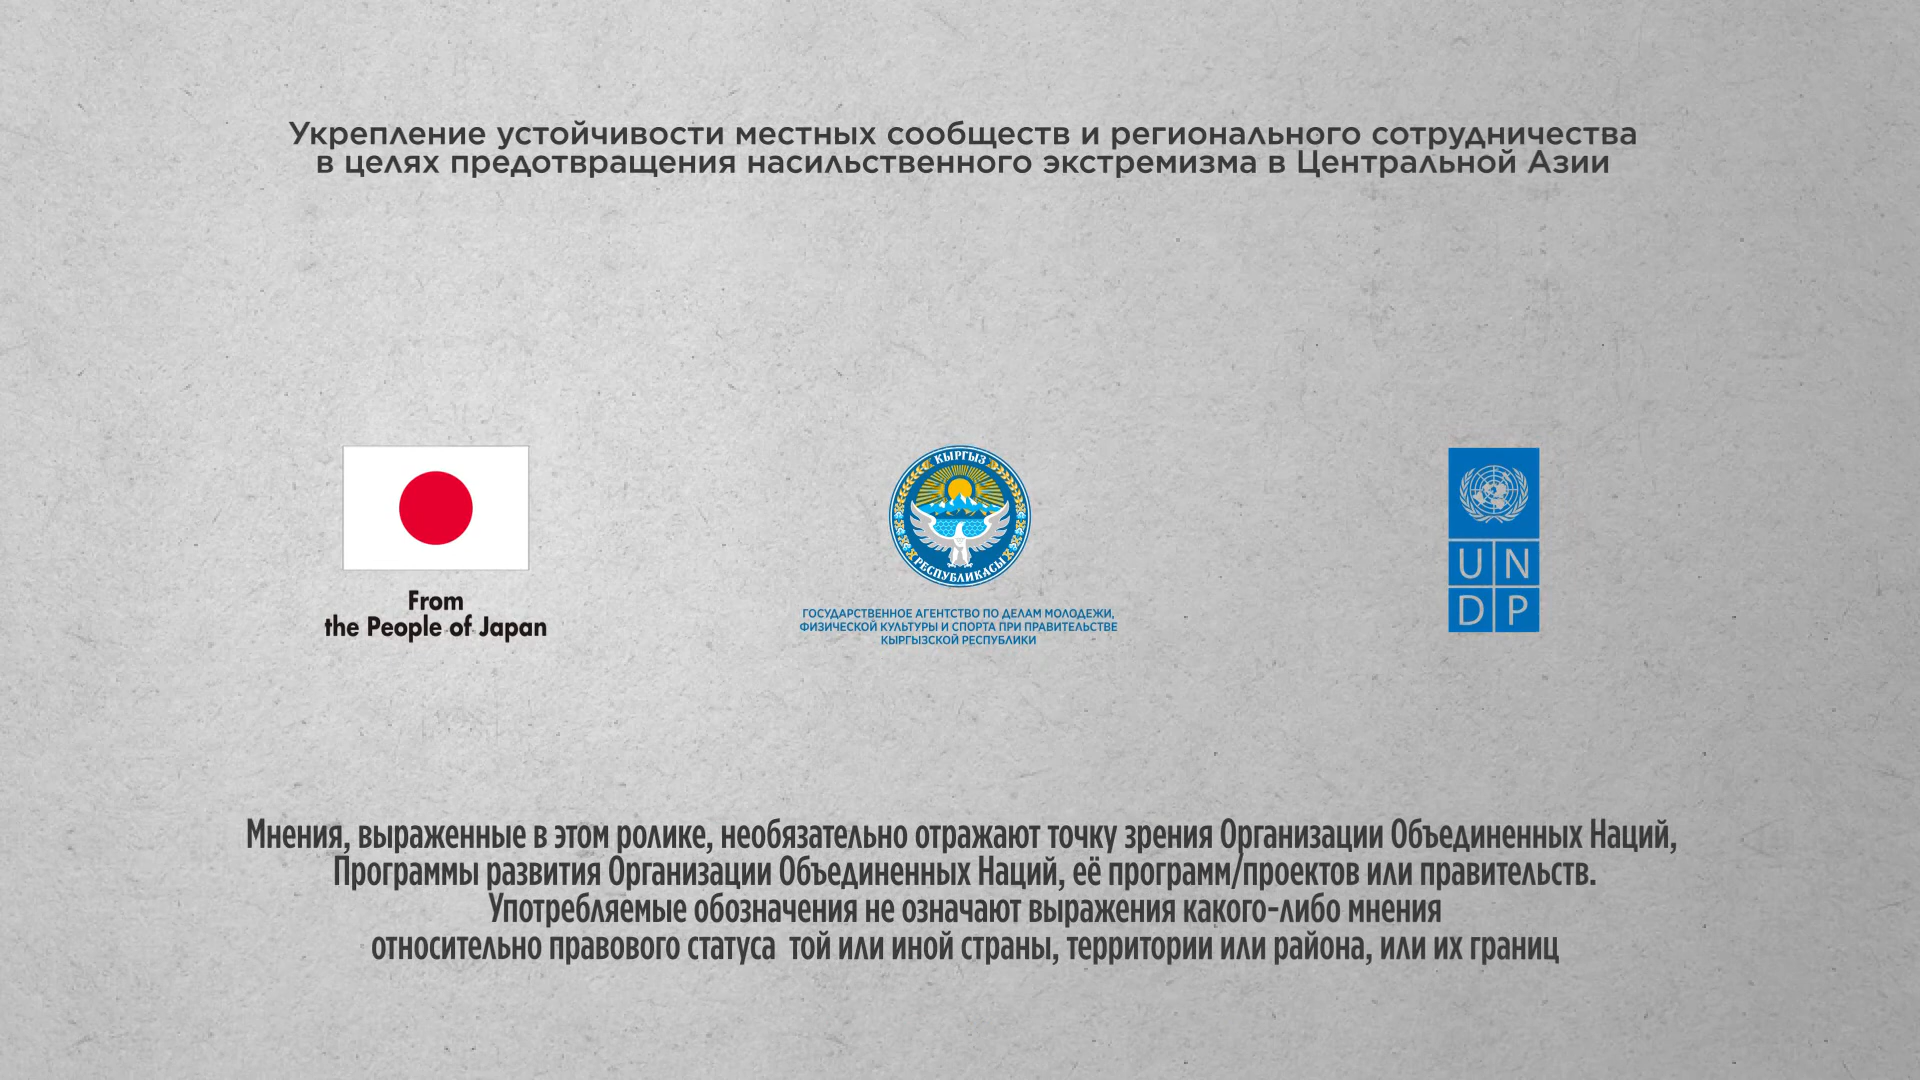 Укрепление устойчивости местных сообществ и регионального сотрудничества
в целях предотвращения насильственного экстремизма в Центральной Азии
From
the People of Japan
КЫРГЫЗ
РЕСПУБЛИКАСЫ
ГОСУДАРСТВЕННОЕ АГЕНТСТВО ПО ДЕЛАМ МОЛОДЕЖИ,
ФИЗИЧЕСКОЙ КУЛЬТУРЫ И СПОРТА ПРИ ПРАВИТЕЛЬСТВЕ
КЫРГЫЗСКОЙ РЕСПУБЛИКИ
UN
DP
Мнения, выраженные в этом ролике, необязательно отражают точку зрения Организации Объединенных Наций,
Программы развития Организации Объединенных Наций, её программ/проектов или правительств.
Употребляемые обозначения не означают выражения какого-либо мнения
относительно правового статуса той или иной страны, территории или района, или их границ